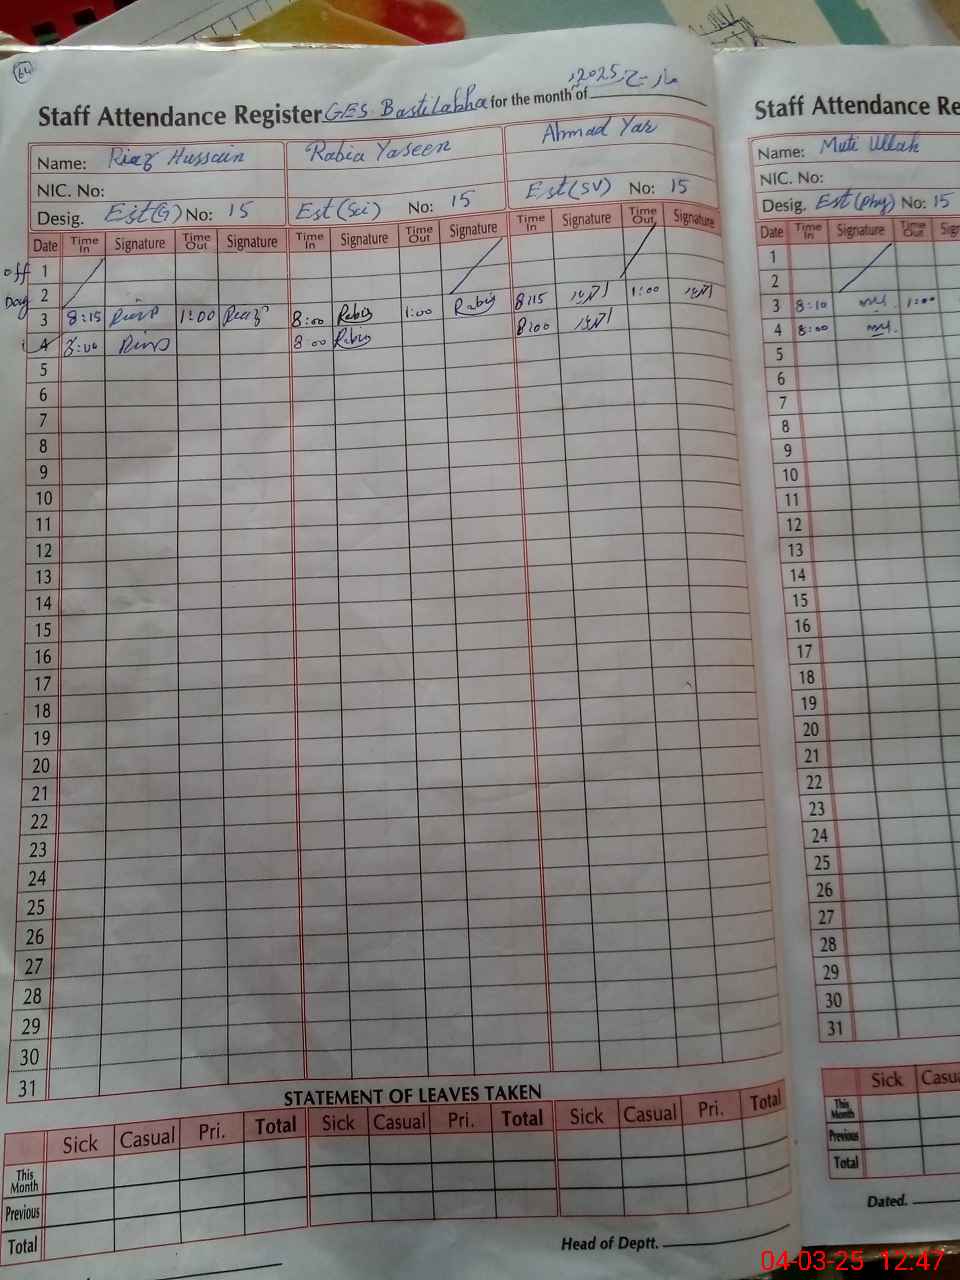 64
Staff Attendance Register GES Bastilabha for the month of مارچ 2025ء
Name: Riaz Hussain Rabia Yaseen Ahmad Yar
NIC. No:
Desig. Est(G) No: 15 Est(Sci) No: 15 Est(SV) No: 15
Date Time In Signature Time Out Signature Time In Signature Time Out Signature Time In Signature Time Out Signature
off 1
Day 2
3 8:15 Riaz 1:00 Riaz 8:00 Rabia 1:00 Rabia 8:15 1:00
4 8:00 Riaz 8:00 Rabia 8:00
5
6
7
8
9
10
11
12
13
14
15
16
17
18
19
20
21
22
23
24
25
26
27
28
29
30
31
STATEMENT OF LEAVES TAKEN
Sick Casual Pri. Total Sick Casual Pri. Total Sick Casual Pri. Total
This Month
Previous
Total
Head of Deptt.
Staff Attendance Re
Name: Muti Ullah
NIC. No:
Desig. Est(Phy) No: 15
Date Time In Signature Time Out Sig
1
2
3 8:10 1:00
4 8:00
5
6
7
8
9
10
11
12
13
14
15
16
17
18
19
20
21
22
23
24
25
26
27
28
29
30
31
Sick Casua
This Month
Previous
Total
Dated.
04-03-25 12:47